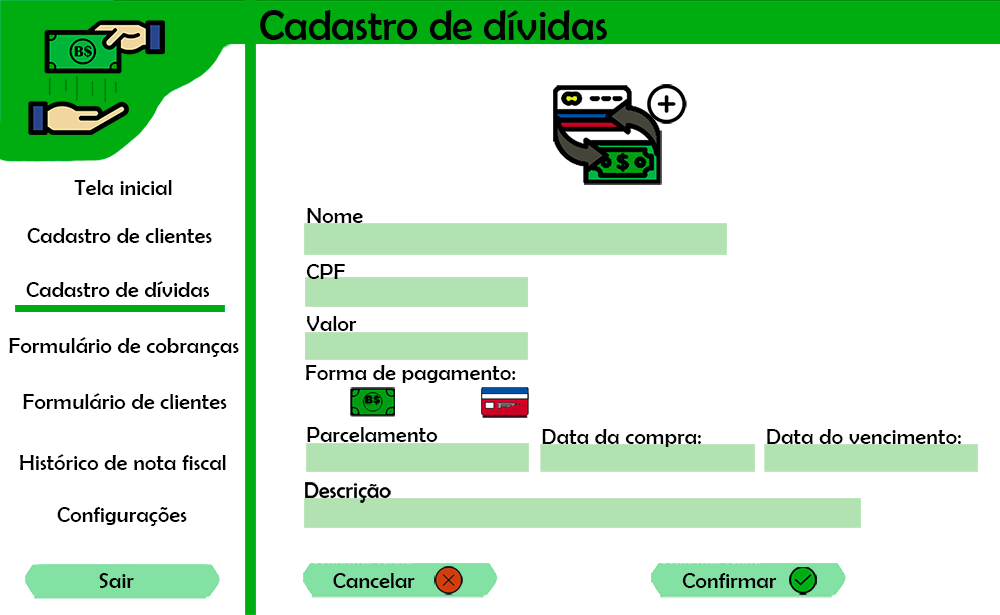 Cadastro de dívidas
B$
Tela inicial
Cadastro de clientes
Cadastro de dívidas
Formulário de cobranças
Formulário de clientes
Histórico de nota fiscal
Configurações
Sair
$
Nome
CPF
Valor
Forma de pagamento:
B$
Parcelamento
Data da compra:
Data do vencimento:
Descrição
Cancelar
Confirmar